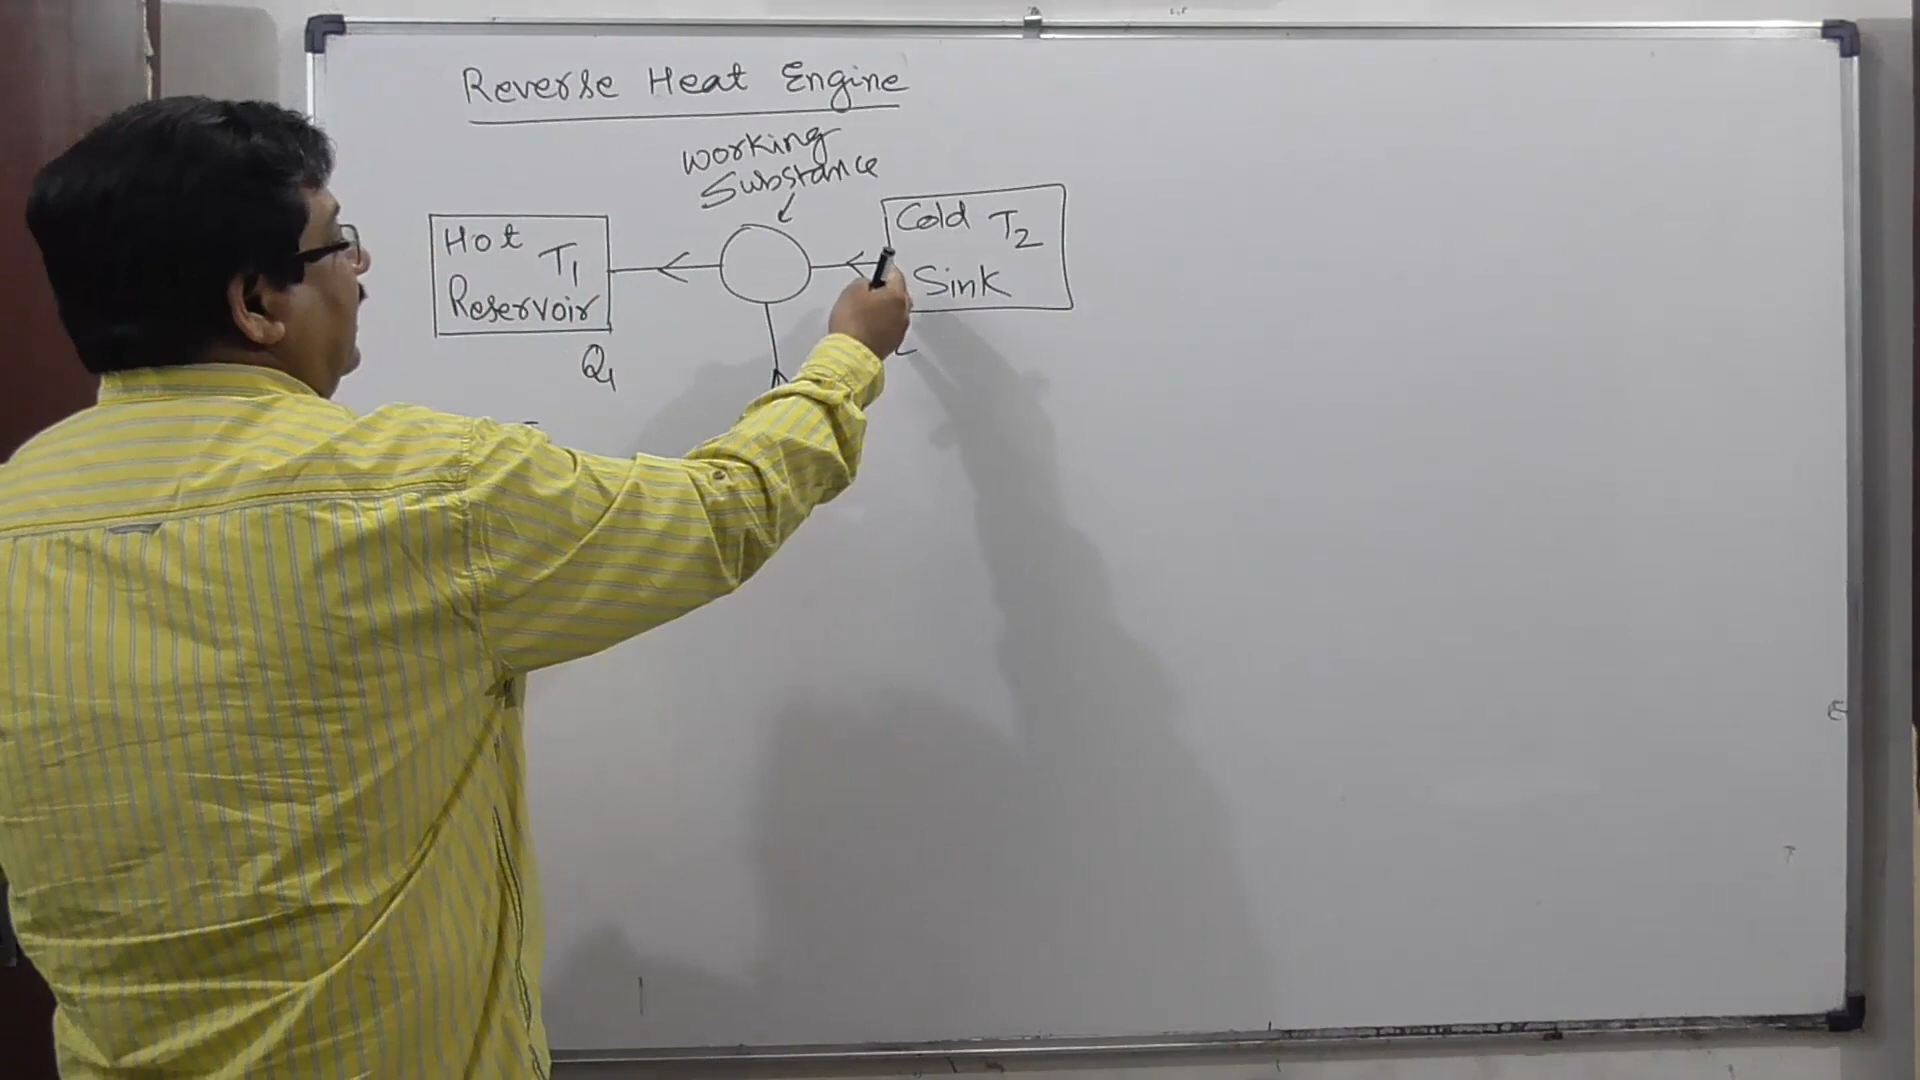 Reverse Heat Engine
Working
Substance
Hot T1
Reservoir
Cold T2
Sink
Q1